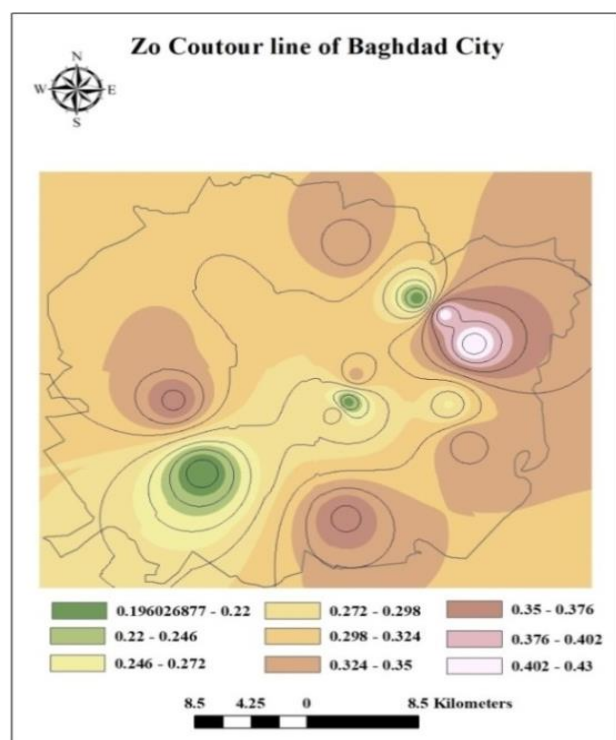 Zo Coutour line of Baghdad City
N
W E
S
0.196026877 - 0.22 0.272 - 0.298 0.35 - 0.376
0.22 - 0.246 0.298 - 0.324 0.376 - 0.402
0.246 - 0.272 0.324 - 0.35 0.402 - 0.43
8.5 4.25 0 8.5 Kilometers